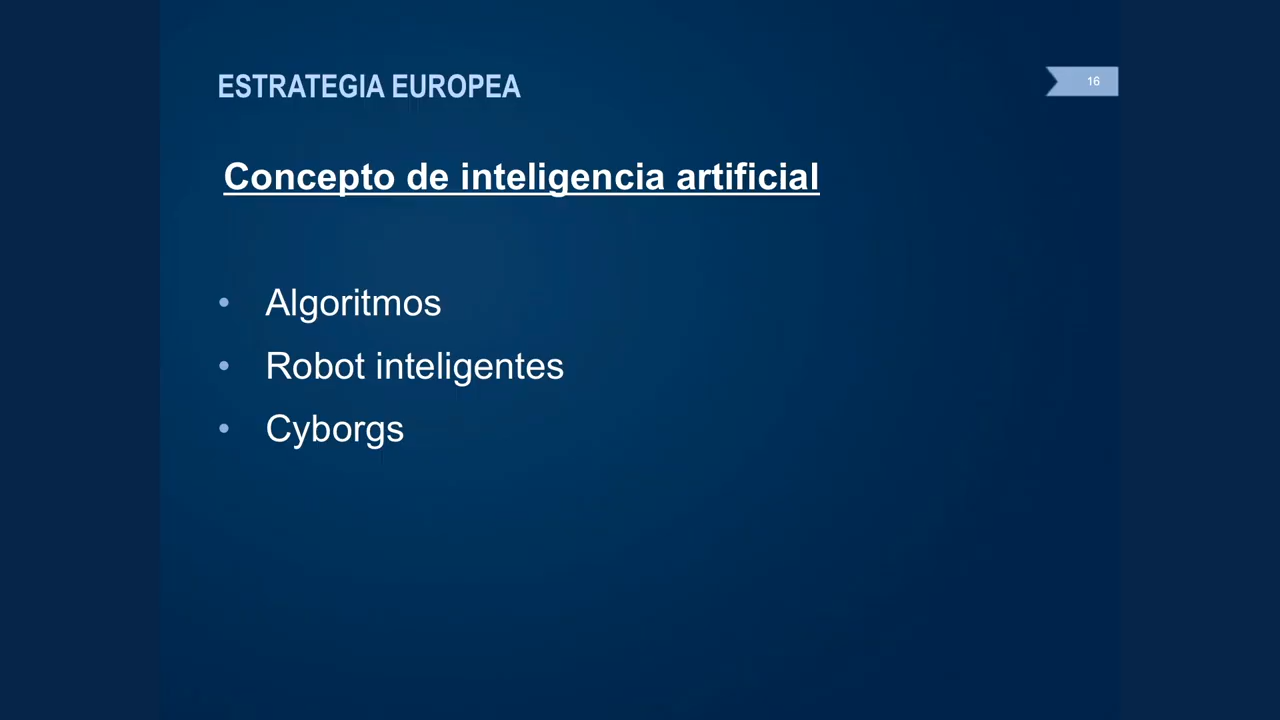 ESTRATEGIA EUROPEA
16
Concepto de inteligencia artificial
• Algoritmos
• Robot inteligentes
• Cyborgs